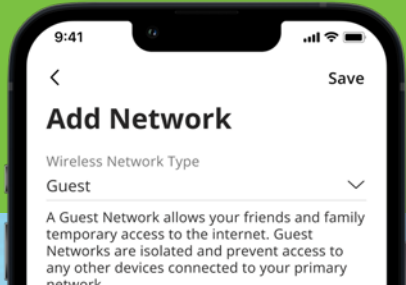 9:41
Save
Add Network
Wireless Network Type
Guest
A Guest Network allows your friends and family
temporary access to the internet. Guest
Networks are isolated and prevent access to
any other devices connected to your primary
network.